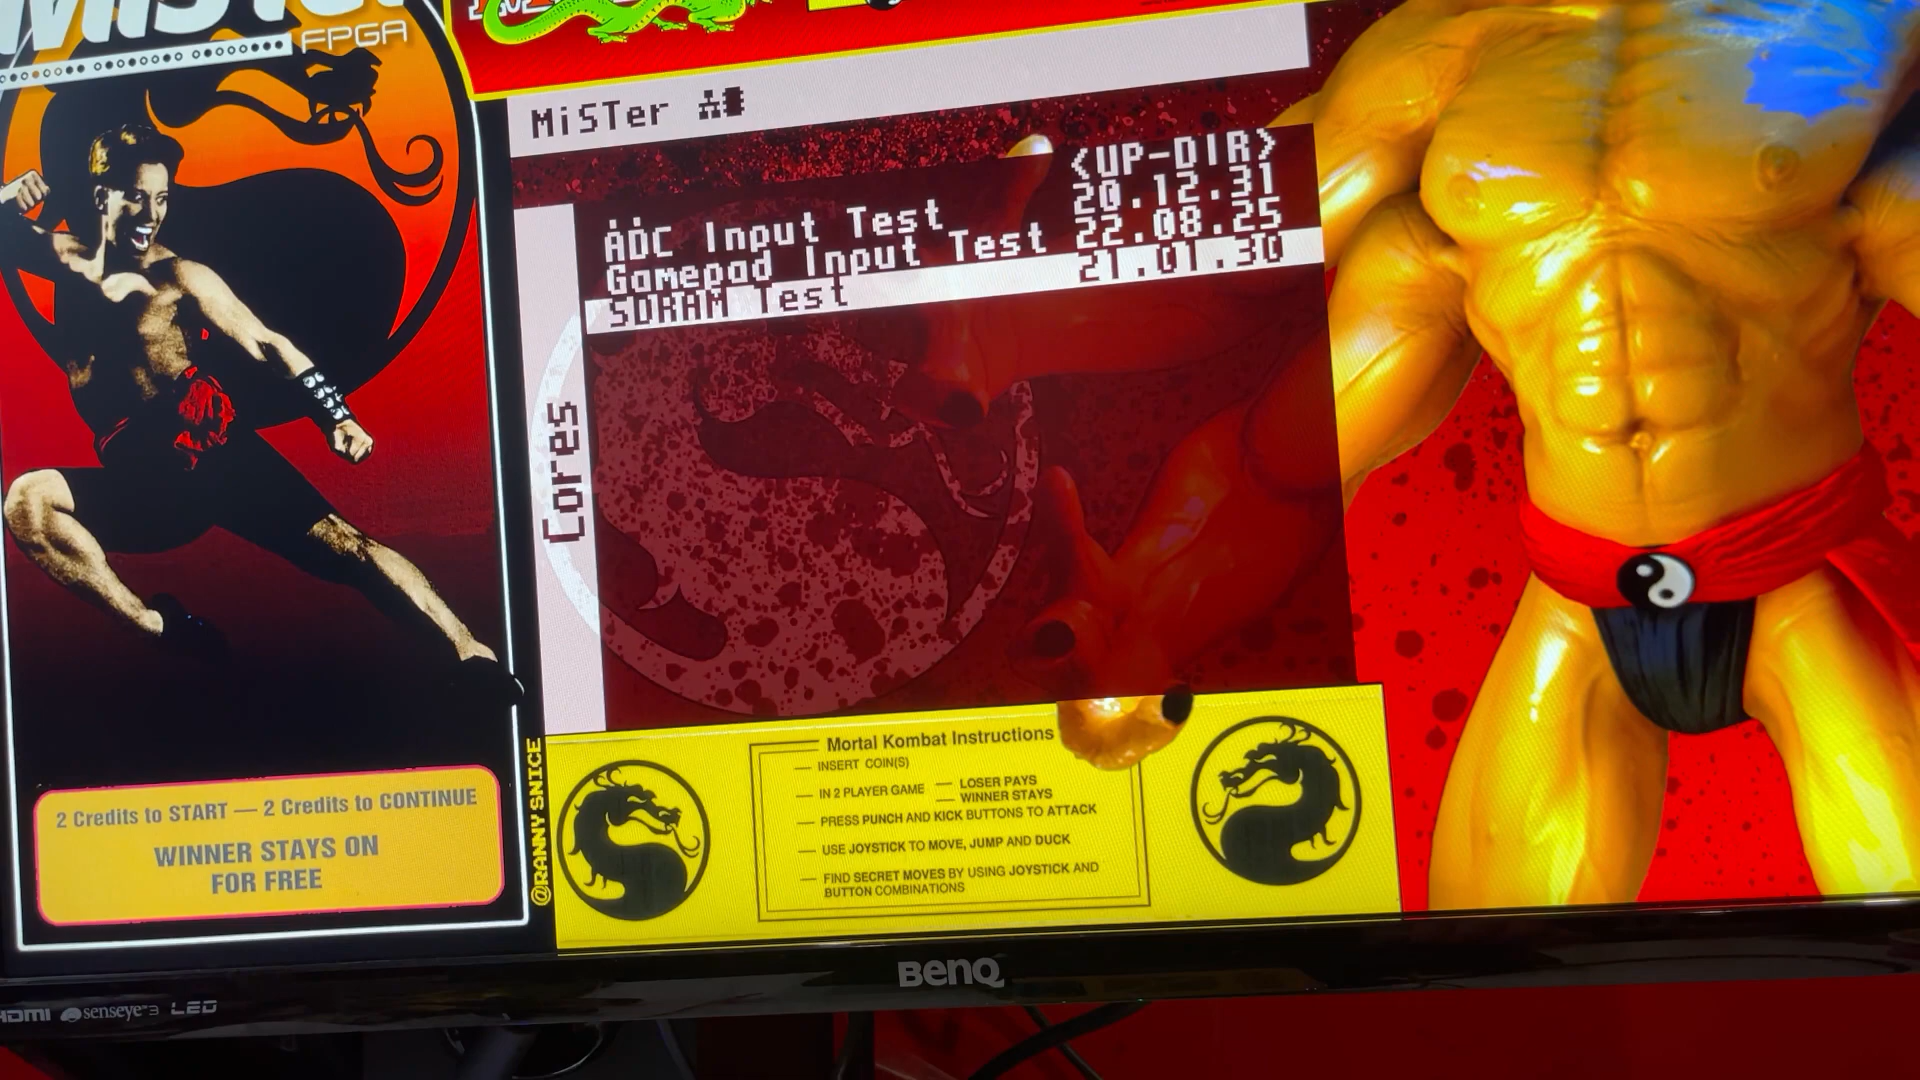 MiSTer
FPGA
MiSTer
<UP-DIR>
.. 
ADC Input Test 20.12.31
Gamepad Input Test 22.08.25
SDRAM Test 21.01.30
Cores
2 Credits to START — 2 Credits to CONTINUE
WINNER STAYS ON
FOR FREE
@RANNYSNICE
Mortal Kombat Instructions
— INSERT COIN(S)
— IN 2 PLAYER GAME — LOSER PAYS
— WINNER STAYS
— PRESS PUNCH AND KICK BUTTONS TO ATTACK
— USE JOYSTICK TO MOVE, JUMP AND DUCK
— FIND SECRET MOVES BY USING JOYSTICK AND
BUTTON COMBINATIONS
BenQ
HDMI senseye™3 LED